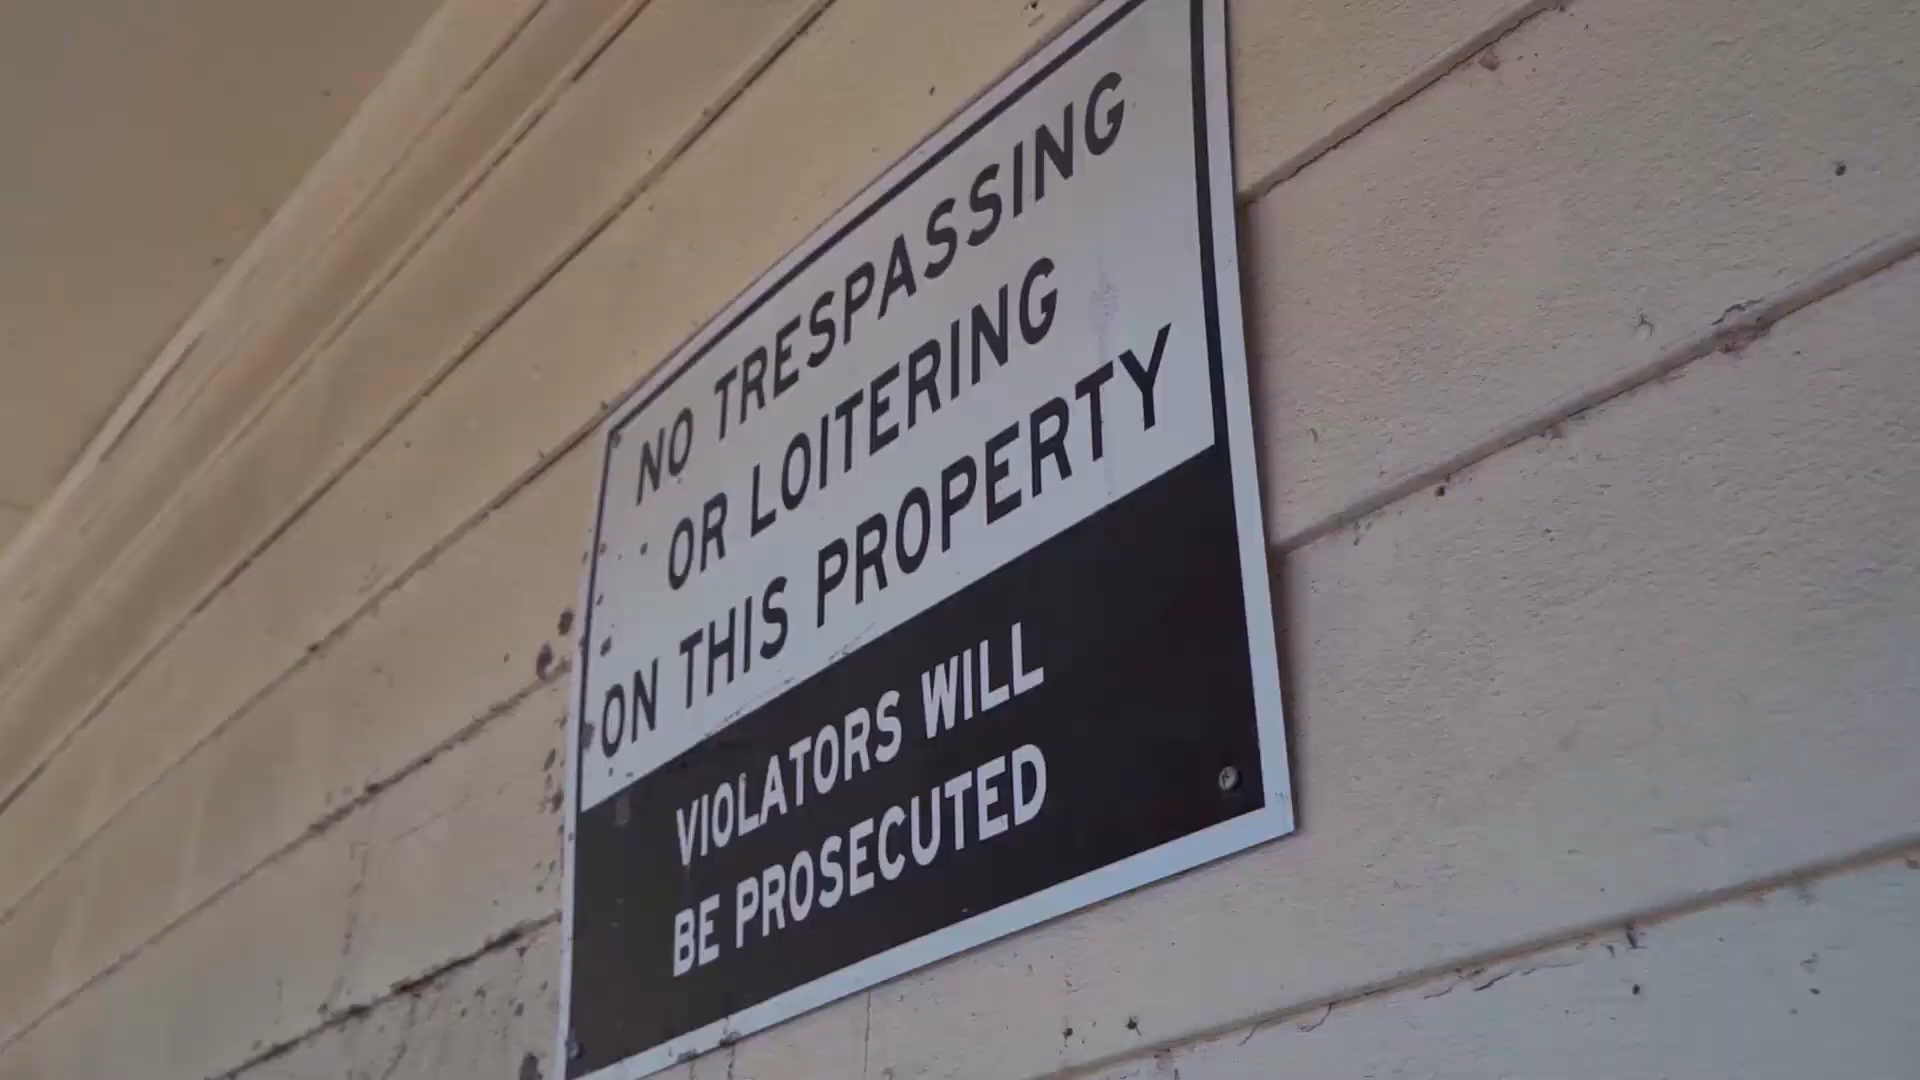 NO TRESPASSING
OR LOITERING
ON THIS PROPERTY
VIOLATORS WILL
BE PROSECUTED